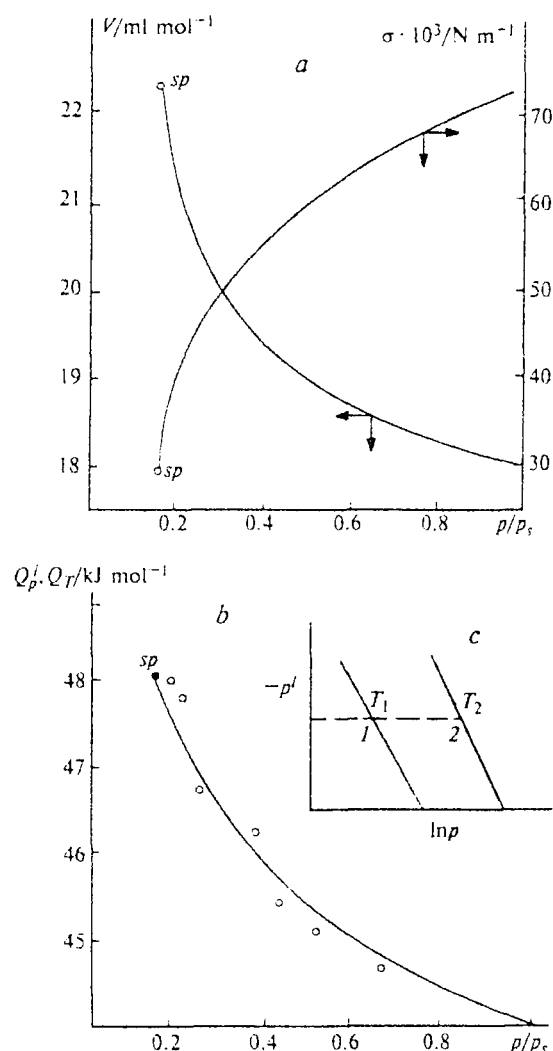 V/ml mol⁻¹
σ · 10³/N m⁻¹
a
sp
22
21
20
19
18
70
60
50
40
30
sp
0.2 0.4 0.6 0.8 p/pₛ
Qₚˡ, Q_T/kJ mol⁻¹
b
c
sp
48
47
46
45
−pˡ
T₁
T₂
1
2
ln p
0.2 0.4 0.6 0.8 p/pₛ